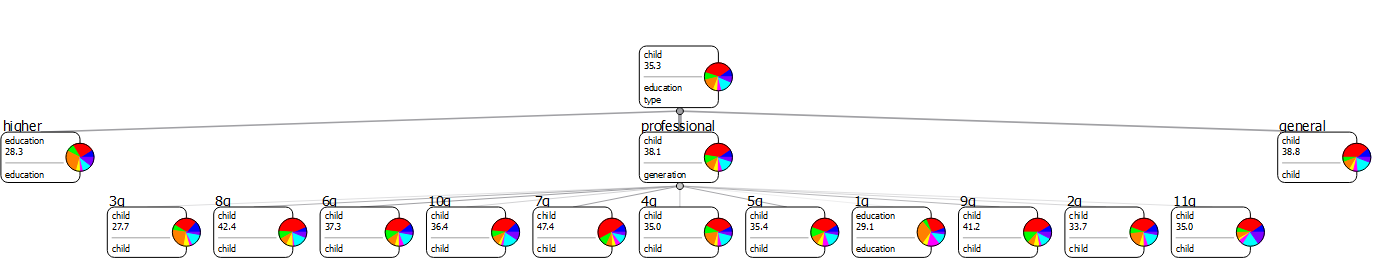 child
35.3
education
type
higher
professional
general
education
28.3
education
child
38.1
generation
child
38.8
child
3g
8g
6g
10g
7g
4g
5g
1g
9g
2g
11g
child
27.7
child
child
42.4
child
child
37.3
child
child
36.4
child
child
47.4
child
child
35.0
child
child
35.4
child
education
29.1
education
child
41.2
child
child
33.7
child
child
35.0
child